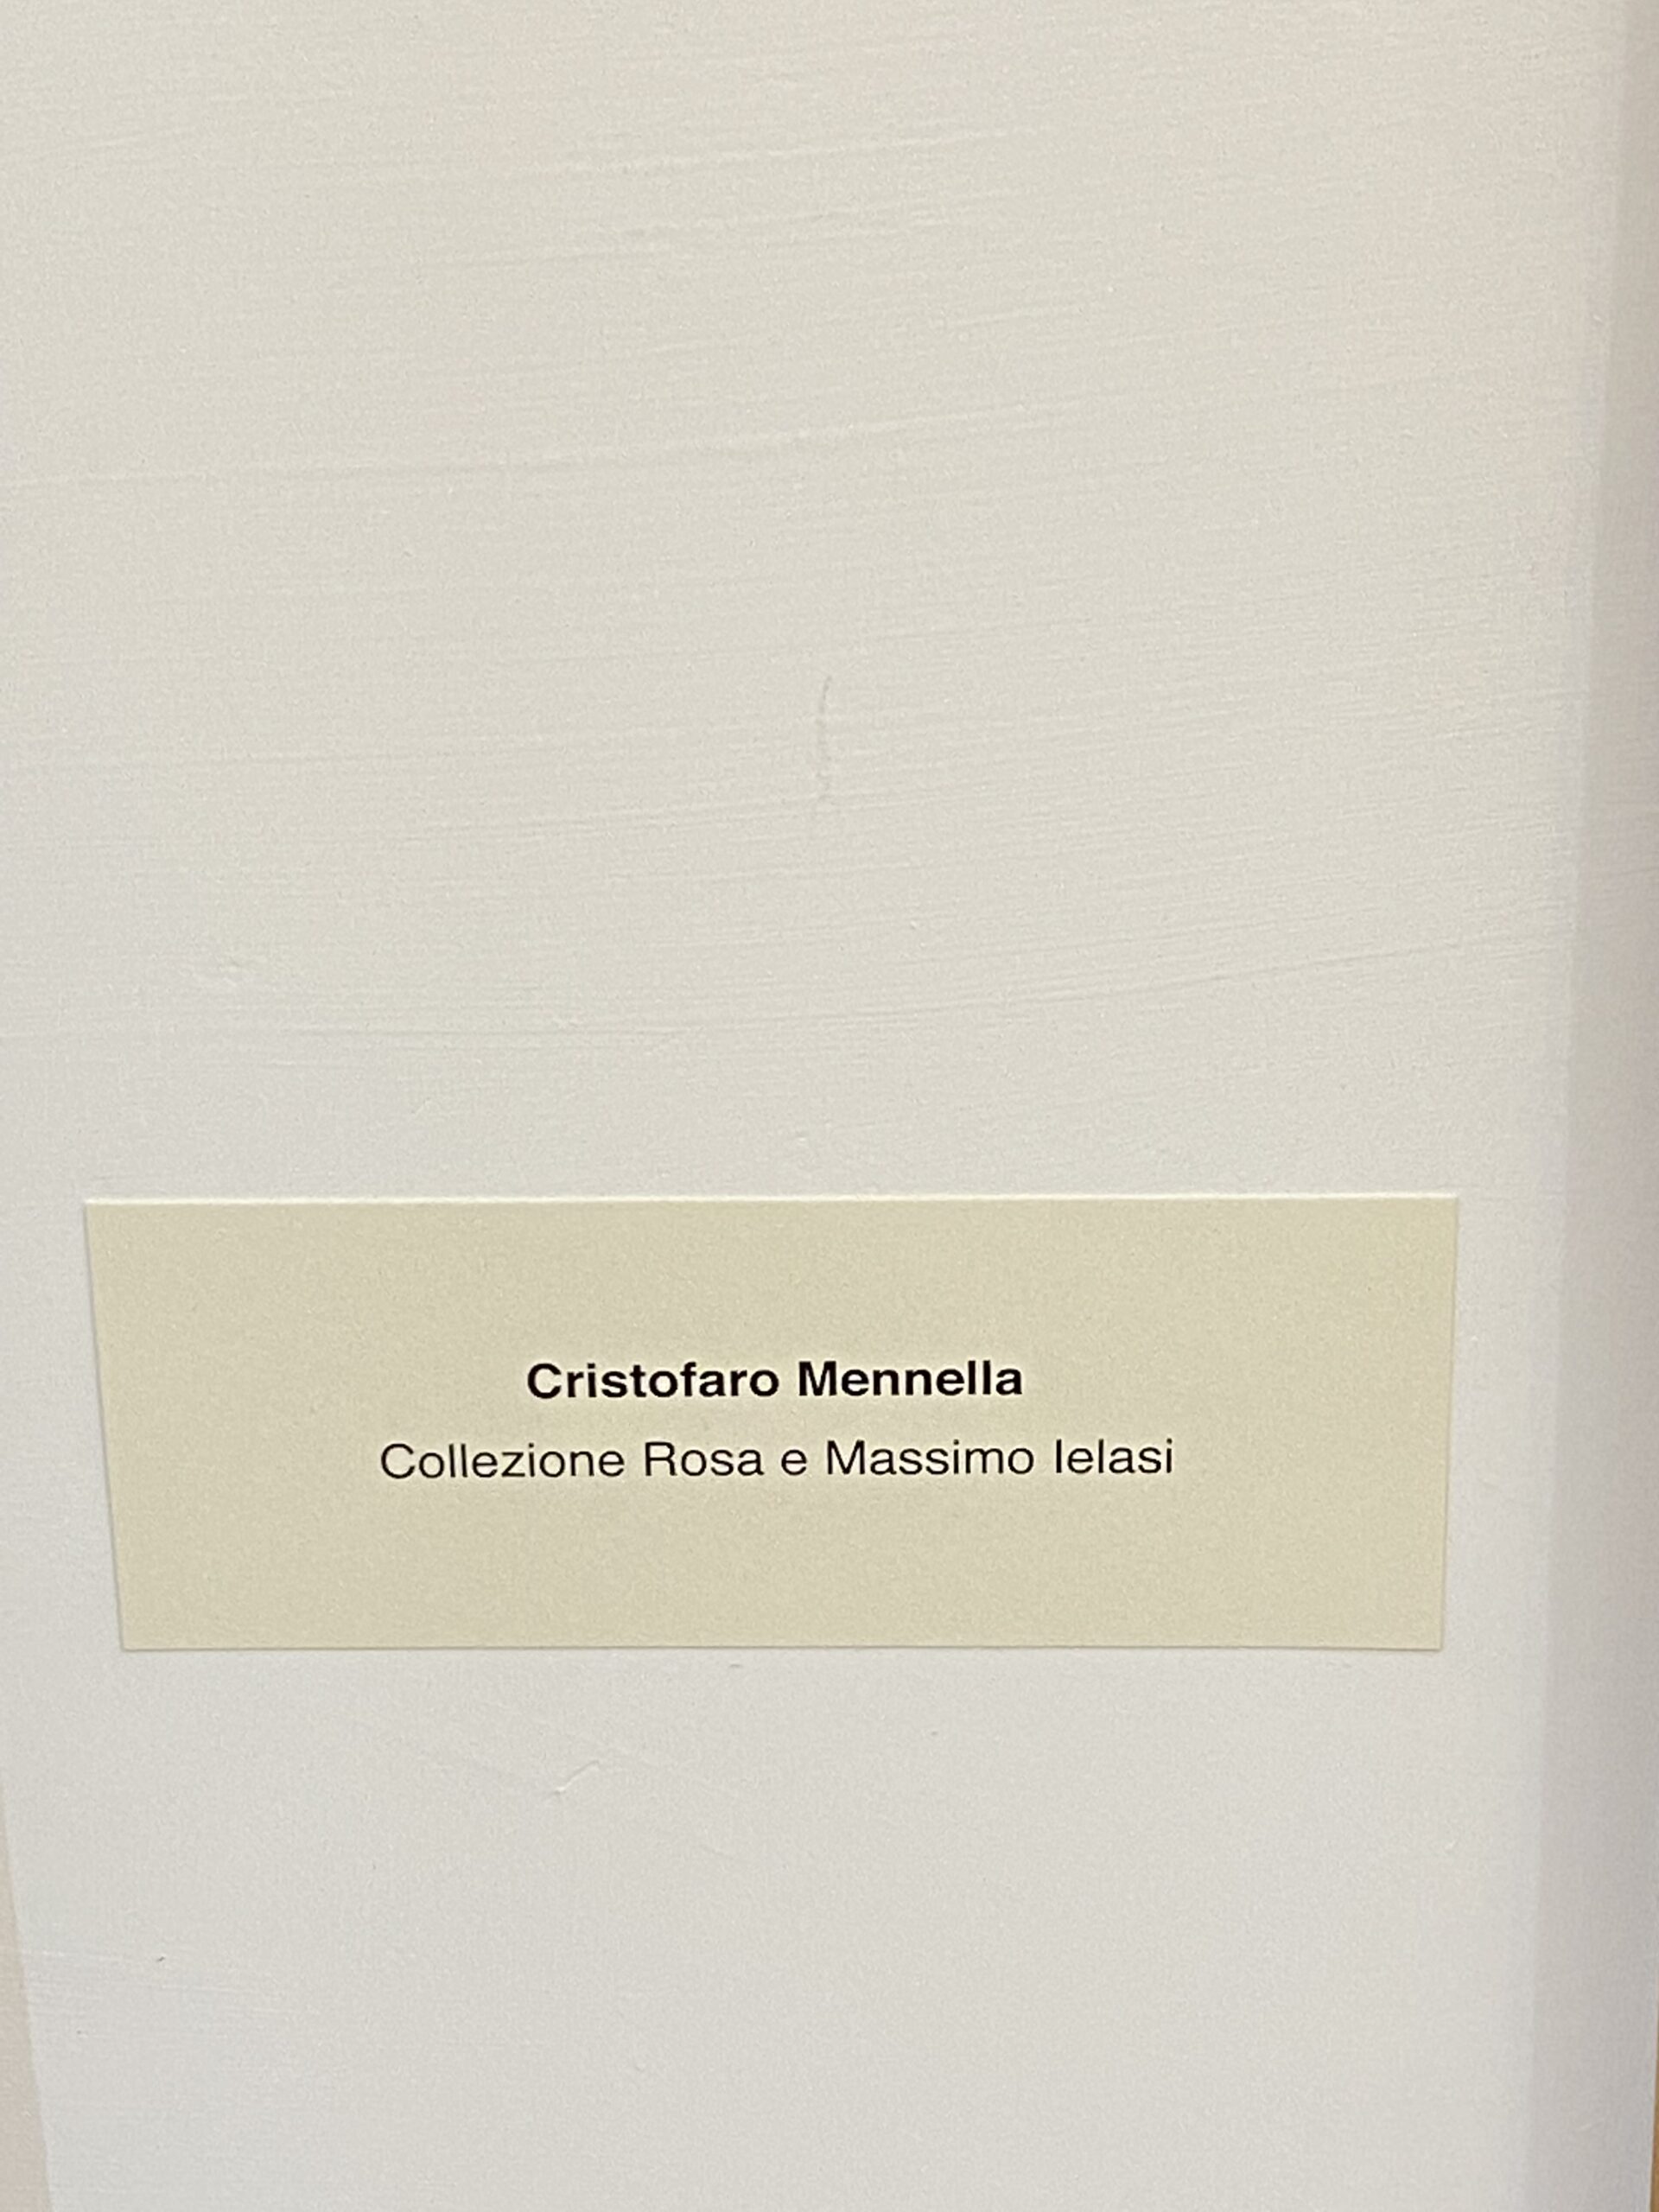 Cristofaro Mennella
Collezione Rosa e Massimo Ielasi